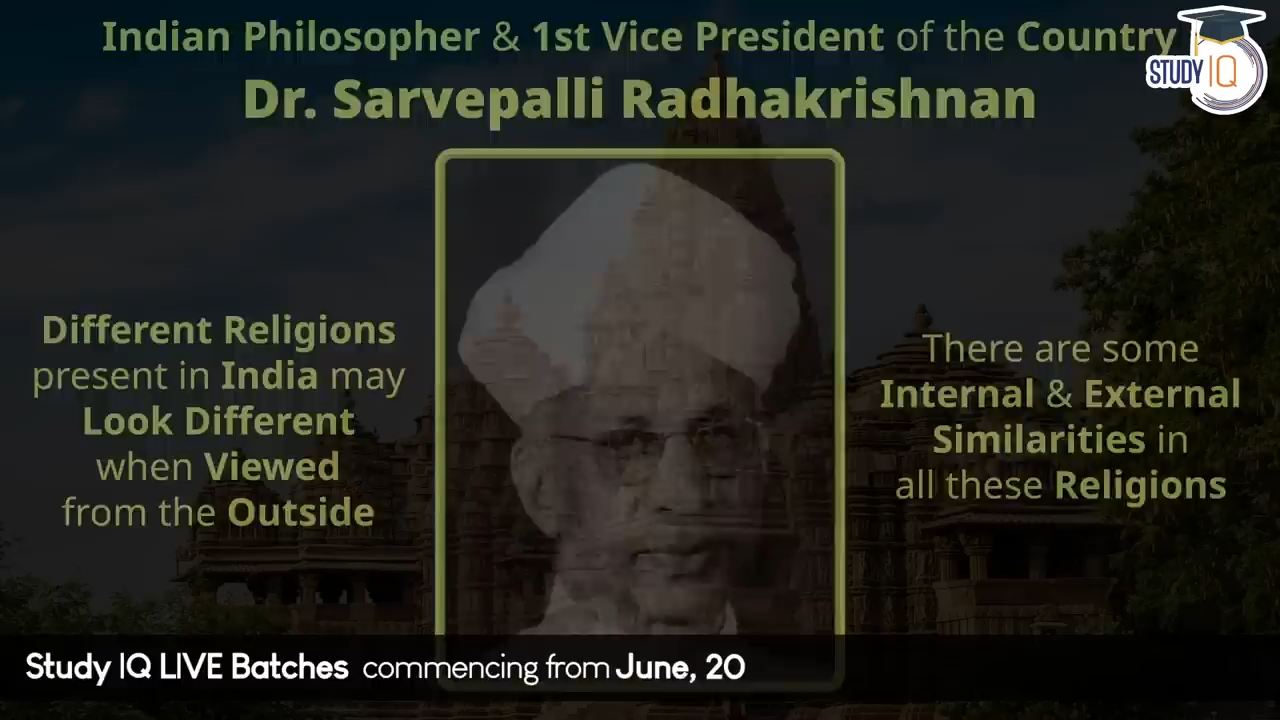 Indian Philosopher & 1st Vice President of the Country
Dr. Sarvepalli Radhakrishnan
STUDY IQ
Different Religions
present in India may
Look Different
when Viewed
from the Outside
There are some
Internal & External
Similarities in
all these Religions
Study IQ LIVE Batches commencing from June, 20